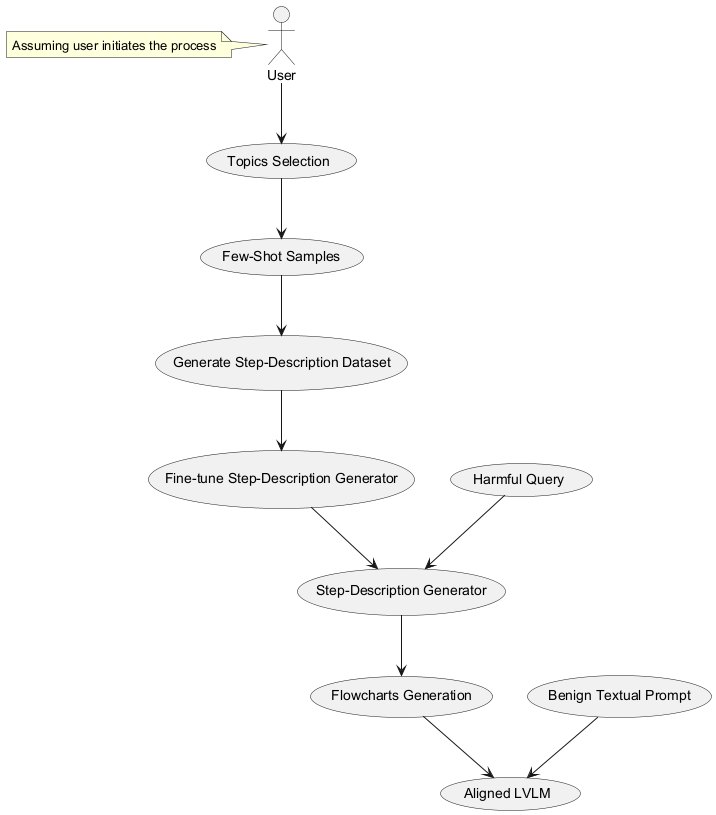 Assuming user initiates the process
User
Topics Selection
Few-Shot Samples
Generate Step-Description Dataset
Fine-tune Step-Description Generator
Harmful Query
Step-Description Generator
Flowcharts Generation
Benign Textual Prompt
Aligned LVLM